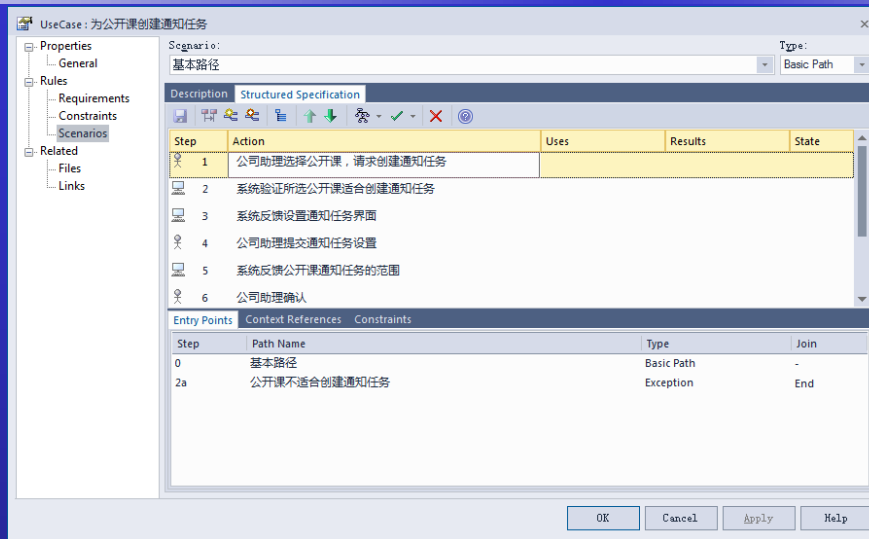 UseCase : 为公开课创建通知任务
Properties
General
Rules
Requirements
Constraints
Scenarios
Related
Files
Links
Scenario: Type:
基本路径 Basic Path
Description Structured Specification
Step Action Uses Results State
1 公司助理选择公开课，请求创建通知任务
2 系统验证所选公开课适合创建通知任务
3 系统反馈设置通知任务界面
4 公司助理提交通知任务设置
5 系统反馈公开课通知任务的范围
6 公司助理确认
Entry Points Context References Constraints
Step Path Name Type Join
0 基本路径 Basic Path -
2a 公开课不适合创建通知任务 Exception End
OK Cancel Apply Help